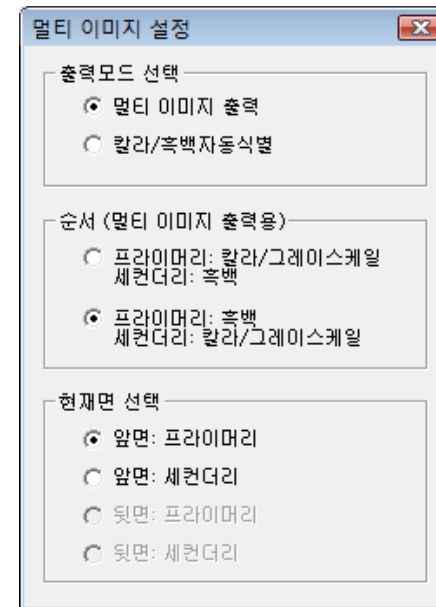 멀티 이미지 설정
출력모드 선택
멀티 이미지 출력
칼라/흑백자동식별
순서 (멀티 이미지 출력용)
프라이머리: 칼라/그레이스케일
세컨더리: 흑백
프라이머리: 흑백
세컨더리: 칼라/그레이스케일
현재면 선택
앞면: 프라이머리
앞면: 세컨더리
뒷면: 프라이머리
뒷면: 세컨더리